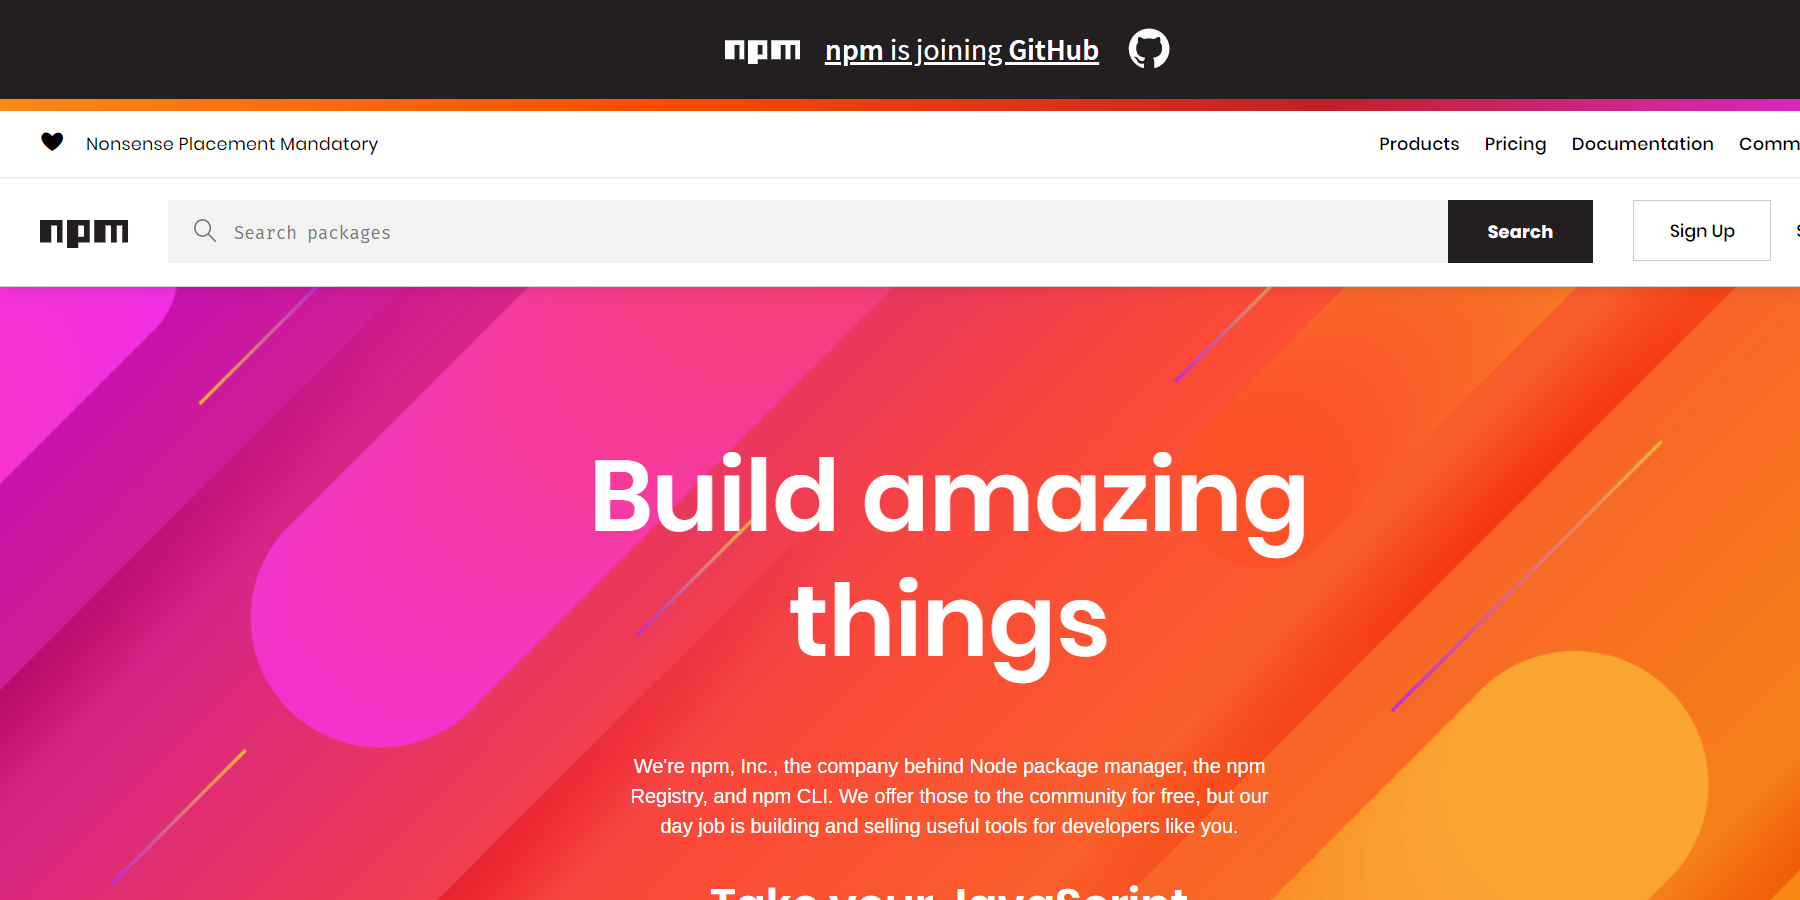 npm npm is joining GitHub
Nonsense Placement Mandatory
Products Pricing Documentation
npm Search packages Search Sign Up
Build amazing
things
We're npm, Inc., the company behind Node package manager, the npm
Registry, and npm CLI. We offer those to the community for free, but our
day job is building and selling useful tools for developers like you.
Take your JavaScript